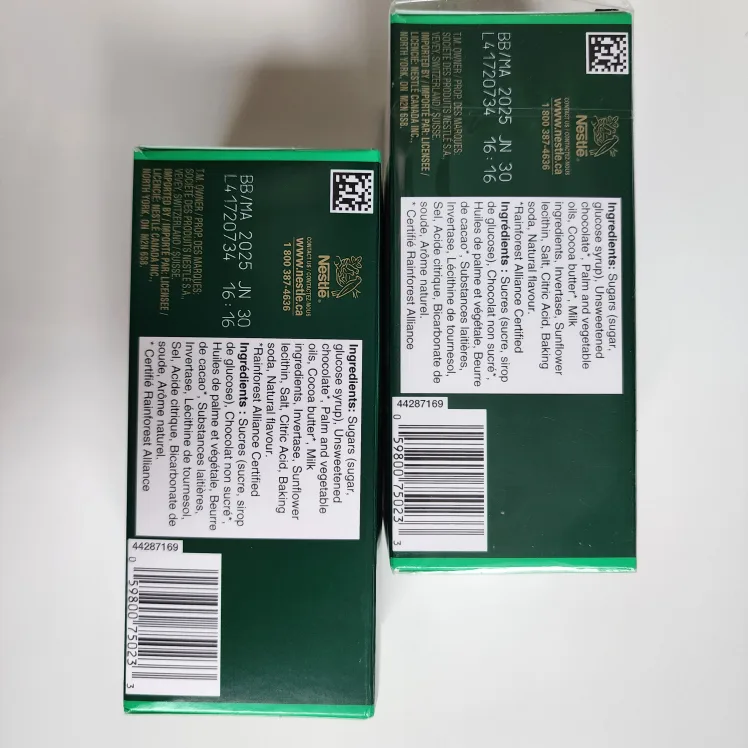 Nestlé®
CONTACT US / CONTACTEZ-NOUS
www.nestle.ca
1 800 387-4636
BB/MA 2025 JN 30
L41720734 16:16
T.M. OWNER / PROP. DES MARQUES:
SOCIÉTÉ DES PRODUITS NESTLÉ S.A.
VEVEY, SWITZERLAND / SUISSE
IMPORTED BY / IMPORTÉ PAR: LICENSEE /
LICENCIÉ: NESTLÉ CANADA INC.,
NORTH YORK, ON M2N 6S8.
Ingredients: Sugars (sugar,
glucose syrup), Unsweetened
chocolate*, Palm and vegetable
oils, Cocoa butter*, Milk
ingredients, Invertase, Sunflower
lecithin, Salt, Citric Acid, Baking
soda, Natural flavour.
*Rainforest Alliance Certified
Ingrédients : Sucres (sucre, sirop
de glucose), Chocolat non sucré*,
Huiles de palme et végétale, Beurre
de cacao*, Substances laitières,
Invertase, Lécithine de tournesol,
Sel, Acide citrique, Bicarbonate de
soude, Arôme naturel.
* Certifié Rainforest Alliance
44287169
0 59800 75023 3
Nestlé®
CONTACT US / CONTACTEZ-NOUS
www.nestle.ca
1 800 387-4636
BB/MA 2025 JN 30
L41720734 16:16
T.M. OWNER / PROP. DES MARQUES:
SOCIÉTÉ DES PRODUITS NESTLÉ S.A.
VEVEY, SWITZERLAND / SUISSE
IMPORTED BY / IMPORTÉ PAR: LICENSEE /
LICENCIÉ: NESTLÉ CANADA INC.,
NORTH YORK, ON M2N 6S8.
Ingredients: Sugars (sugar,
glucose syrup), Unsweetened
chocolate*, Palm and vegetable
oils, Cocoa butter*, Milk
ingredients, Invertase, Sunflower
lecithin, Salt, Citric Acid, Baking
soda, Natural flavour.
*Rainforest Alliance Certified
Ingrédients : Sucres (sucre, sirop
de glucose), Chocolat non sucré*,
Huiles de palme et végétale, Beurre
de cacao*, Substances laitières,
Invertase, Lécithine de tournesol,
Sel, Acide citrique, Bicarbonate de
soude, Arôme naturel.
* Certifié Rainforest Alliance
44287169
0 59800 75023 3